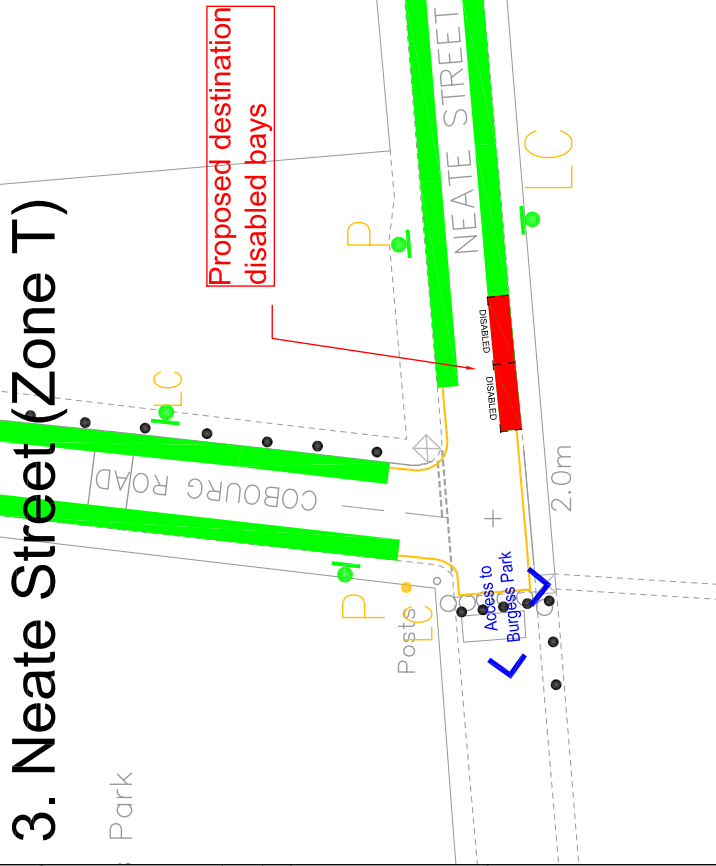 3. Neate Street (Zone T)
Proposed destination
disabled bays
NEATE STREET
P
LC
DISABLED
DISABLED
LC
COBOURG ROAD
2.0m
P
LC
Posts
Access to
Burgess Park
Park